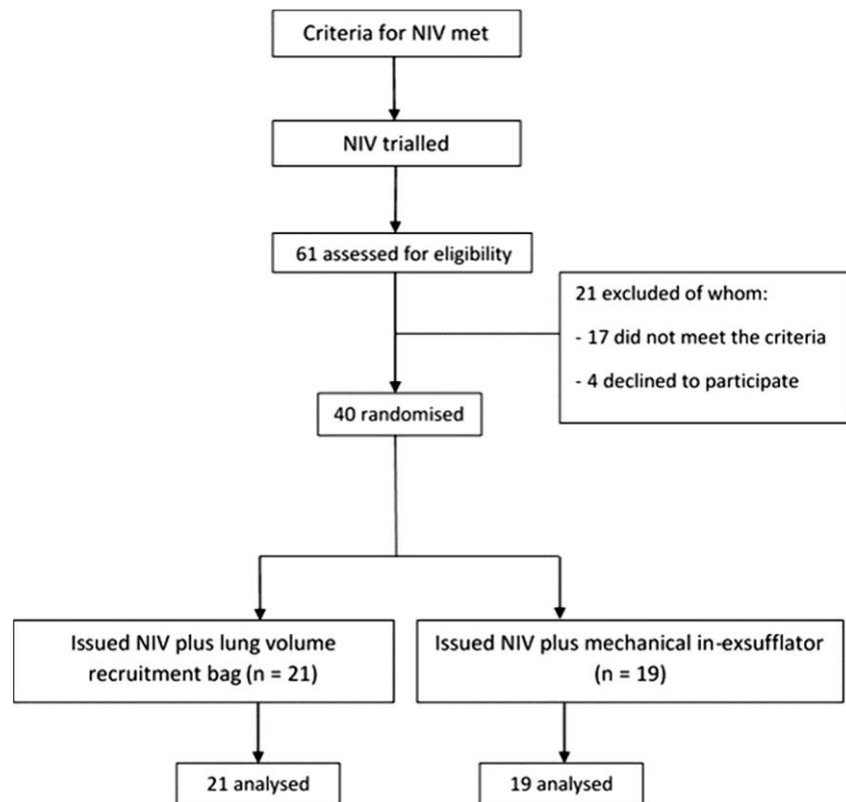 Criteria for NIV met
NIV trialled
61 assessed for eligibility
21 excluded of whom:
- 17 did not meet the criteria
- 4 declined to participate
40 randomised
Issued NIV plus lung volume
recruitment bag (n = 21)
Issued NIV plus mechanical in-exsufflator
(n = 19)
21 analysed
19 analysed